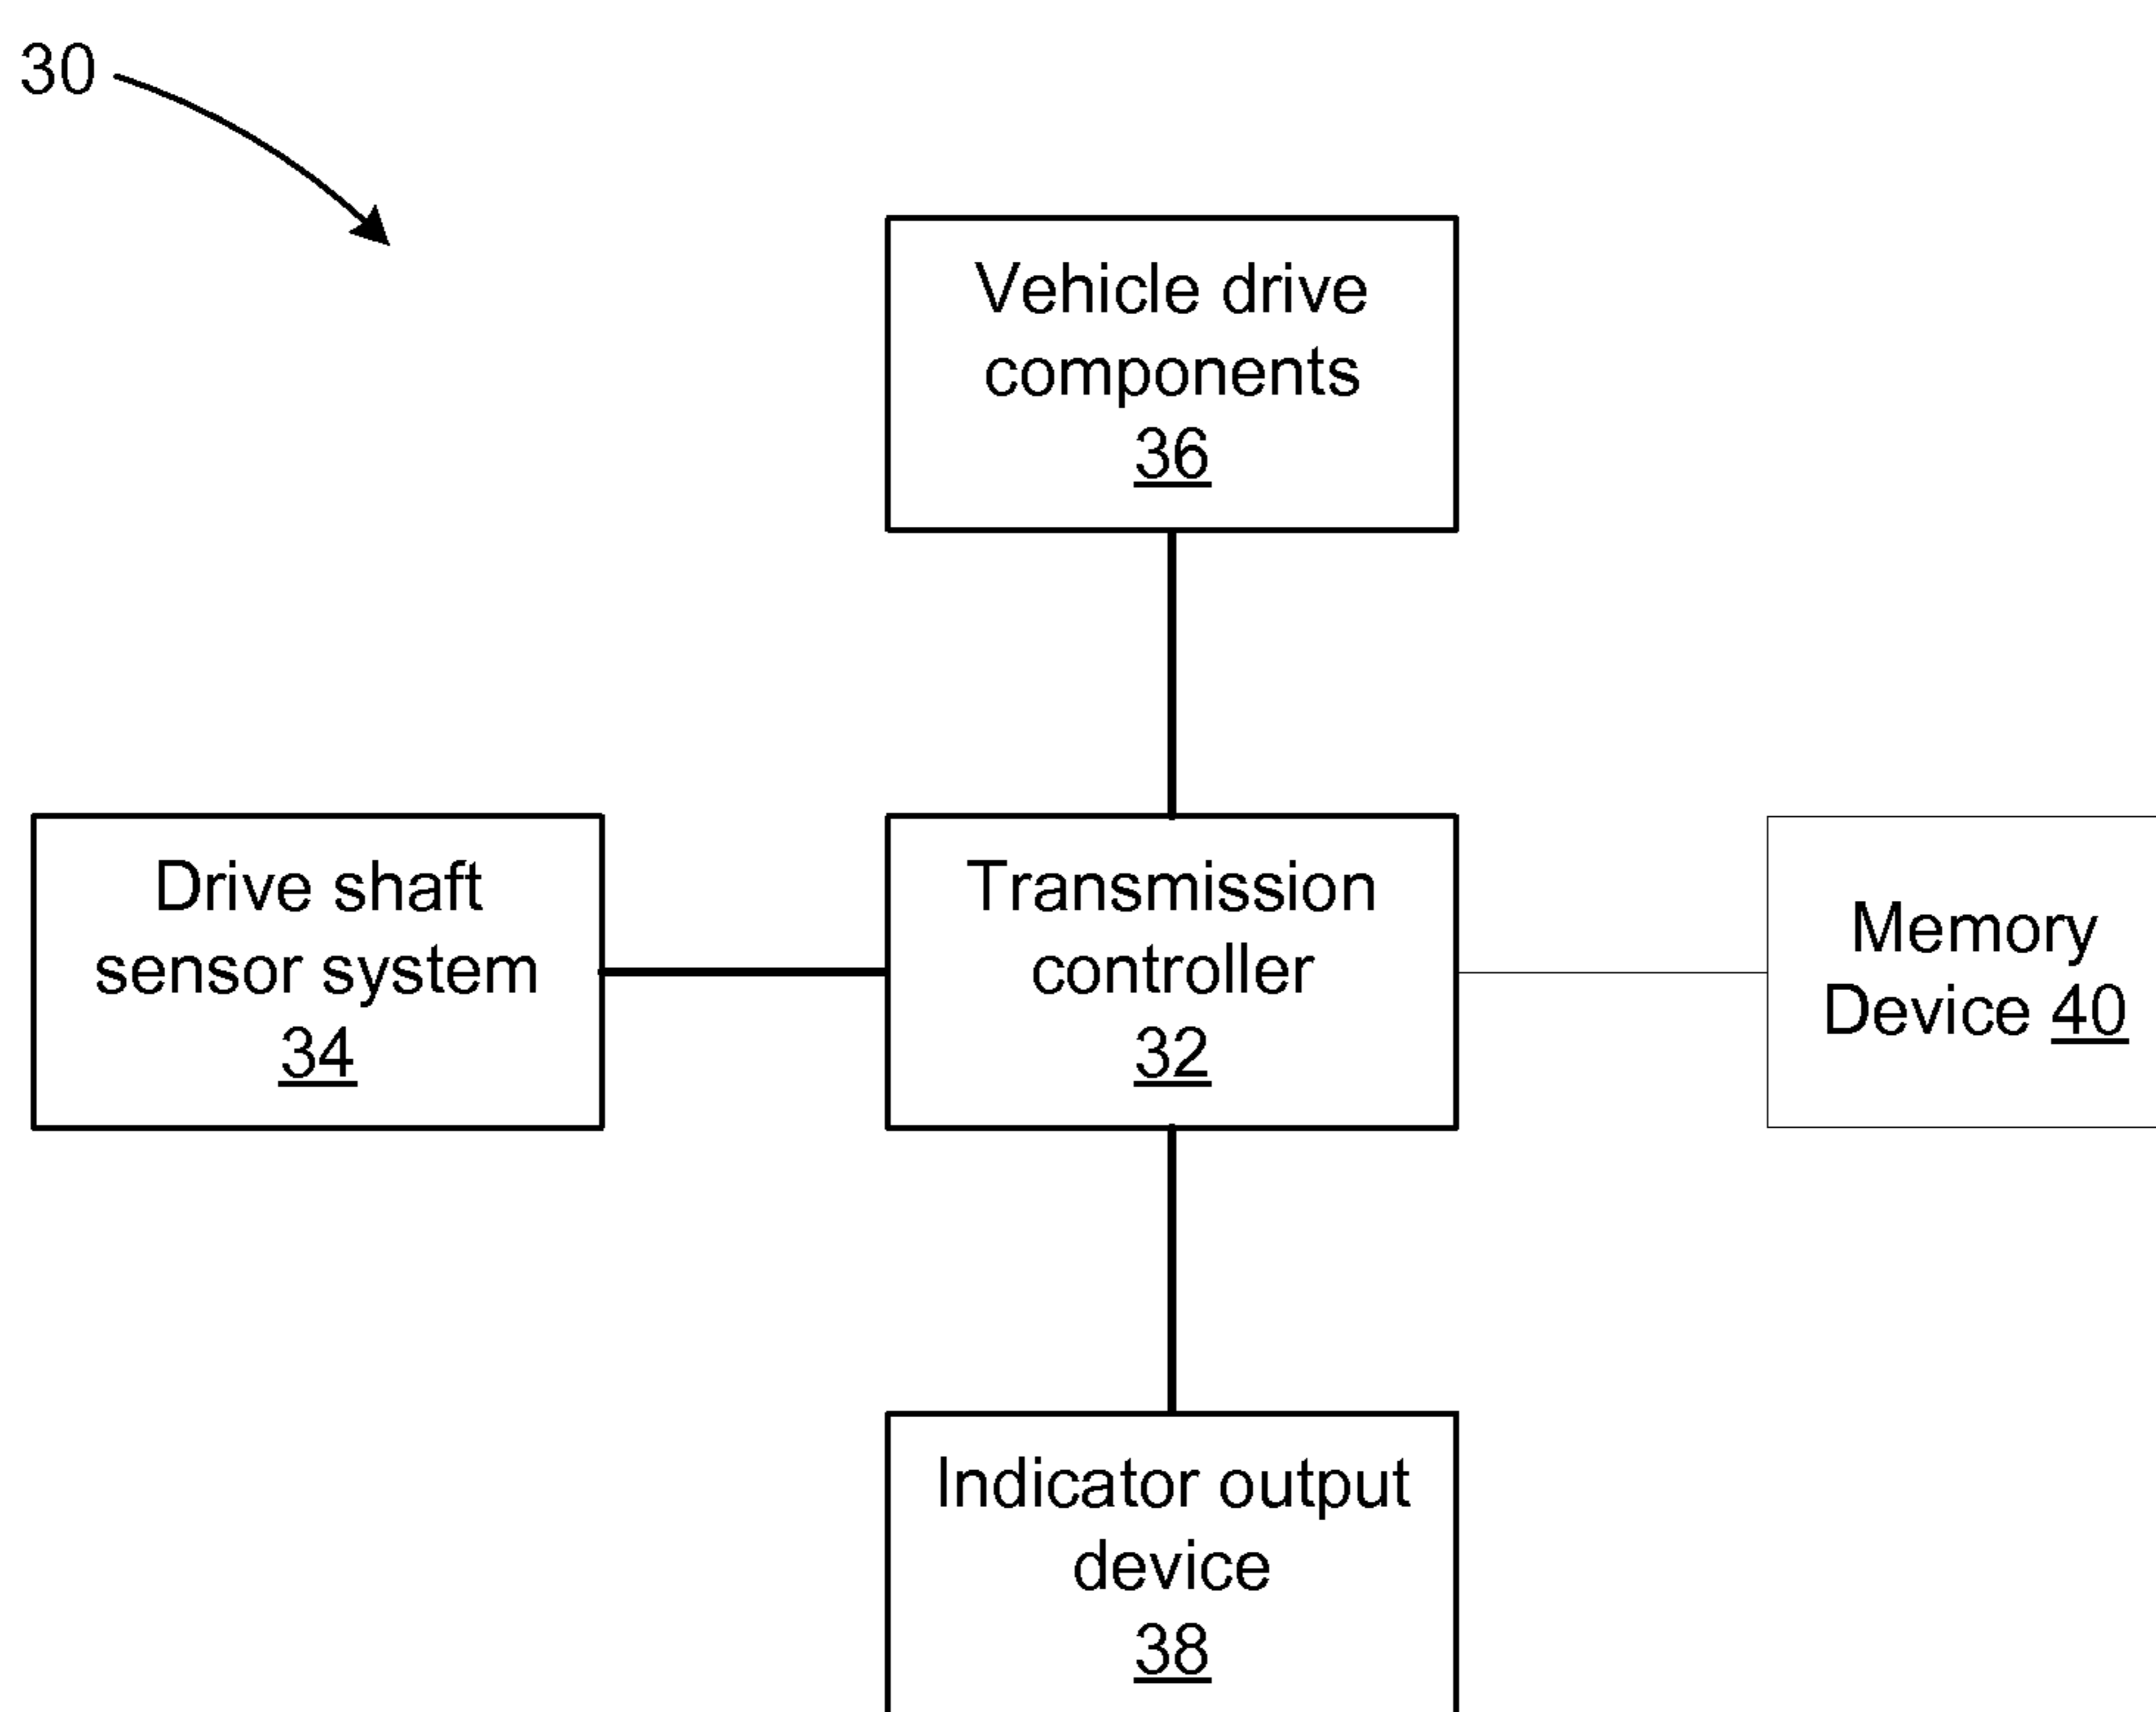 30
Vehicle drive
components
36
Drive shaft
sensor system
34
Transmission
controller
32
Memory
Device 40
Indicator output
device
38